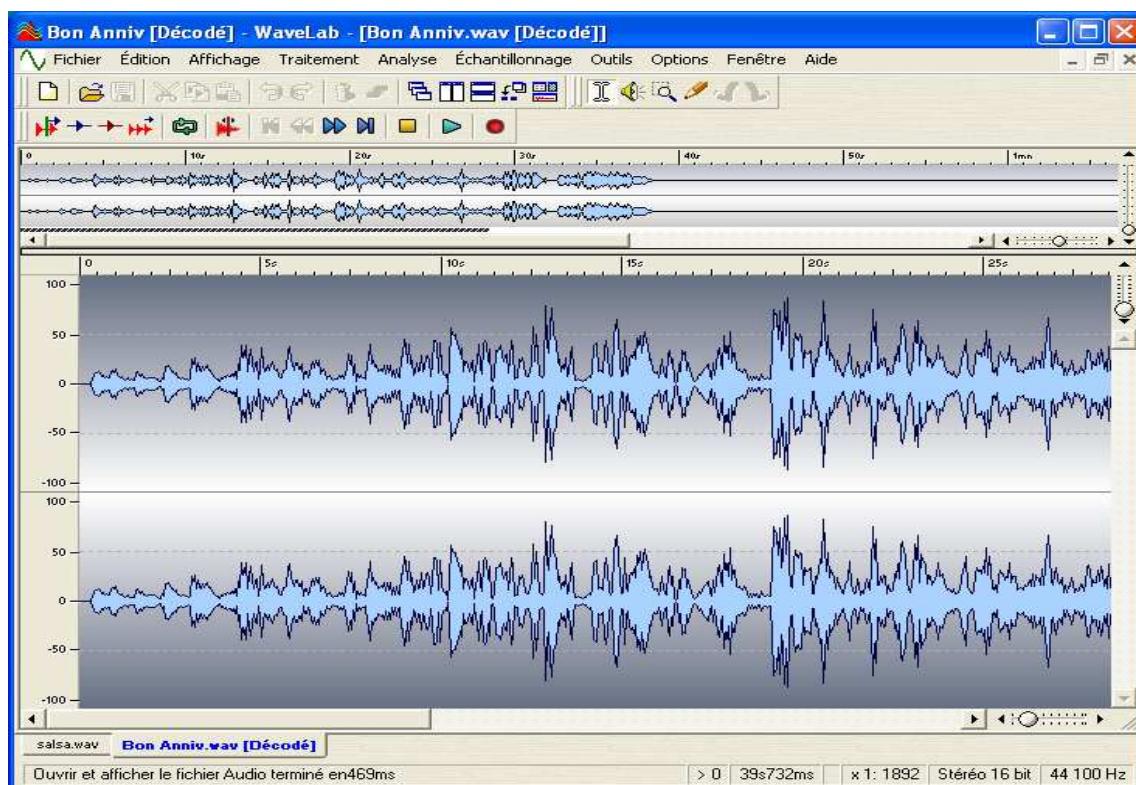 Bon Anniv [Décodé] - WaveLab - [Bon Anniv.wav [Décodé]]
Fichier Édition Affichage Traitement Analyse Échantillonnage Outils Options Fenêtre Aide
0 10s 20s 30s 40s 50s 1mn
0 5s 10s 15s 20s 25s
100
50
0
-50
-100
100
50
0
-50
-100
salsa.wav Bon Anniv.wav [Décodé]
Ouvrir et afficher le fichier Audio terminé en469ms > 0 39s732ms x 1: 1892 Stéréo 16 bit 44 100 Hz